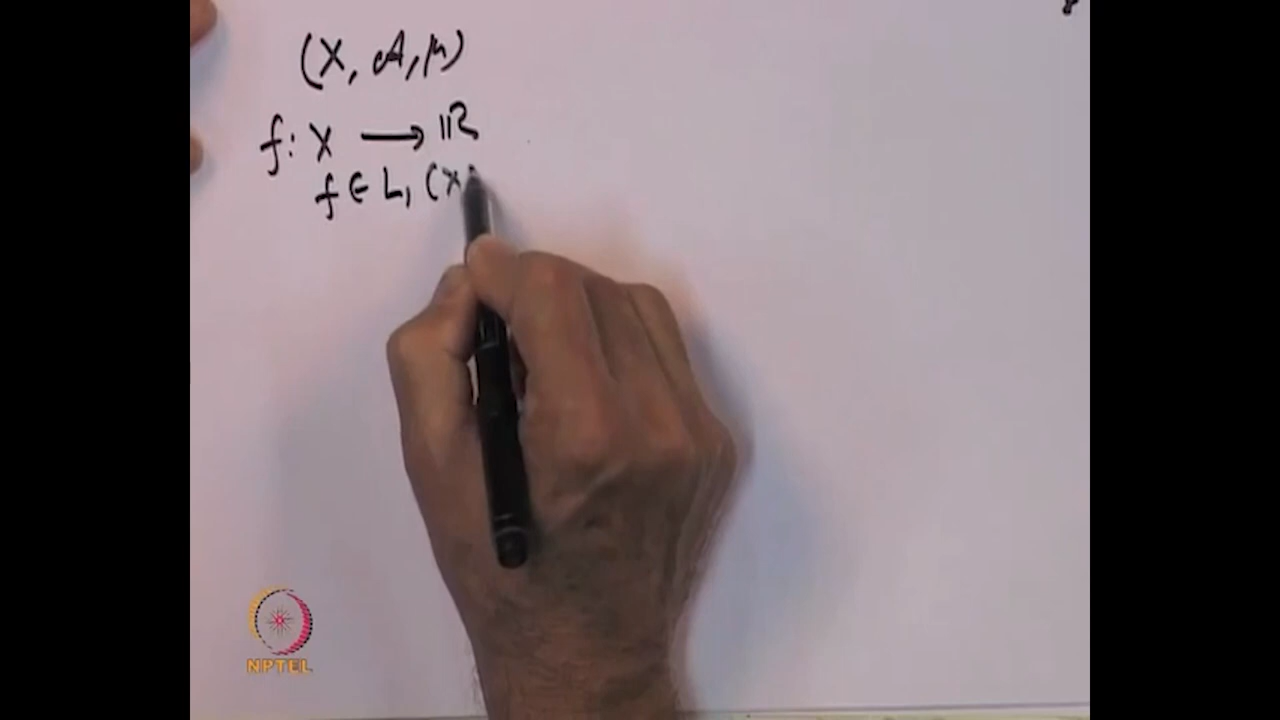 (X, 𝒜, μ)
f: X ⟶ ℝ
f ∈ L₁ (X
NPTEL